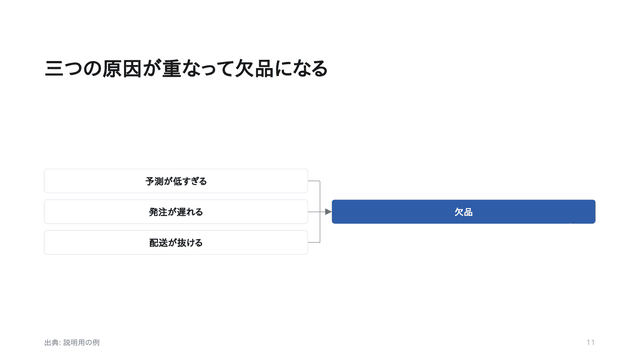 三つの原因が重なって欠品になる
予測が低すぎる
発注が遅れる
配送が抜ける
欠品
出典: 説明用の例
11